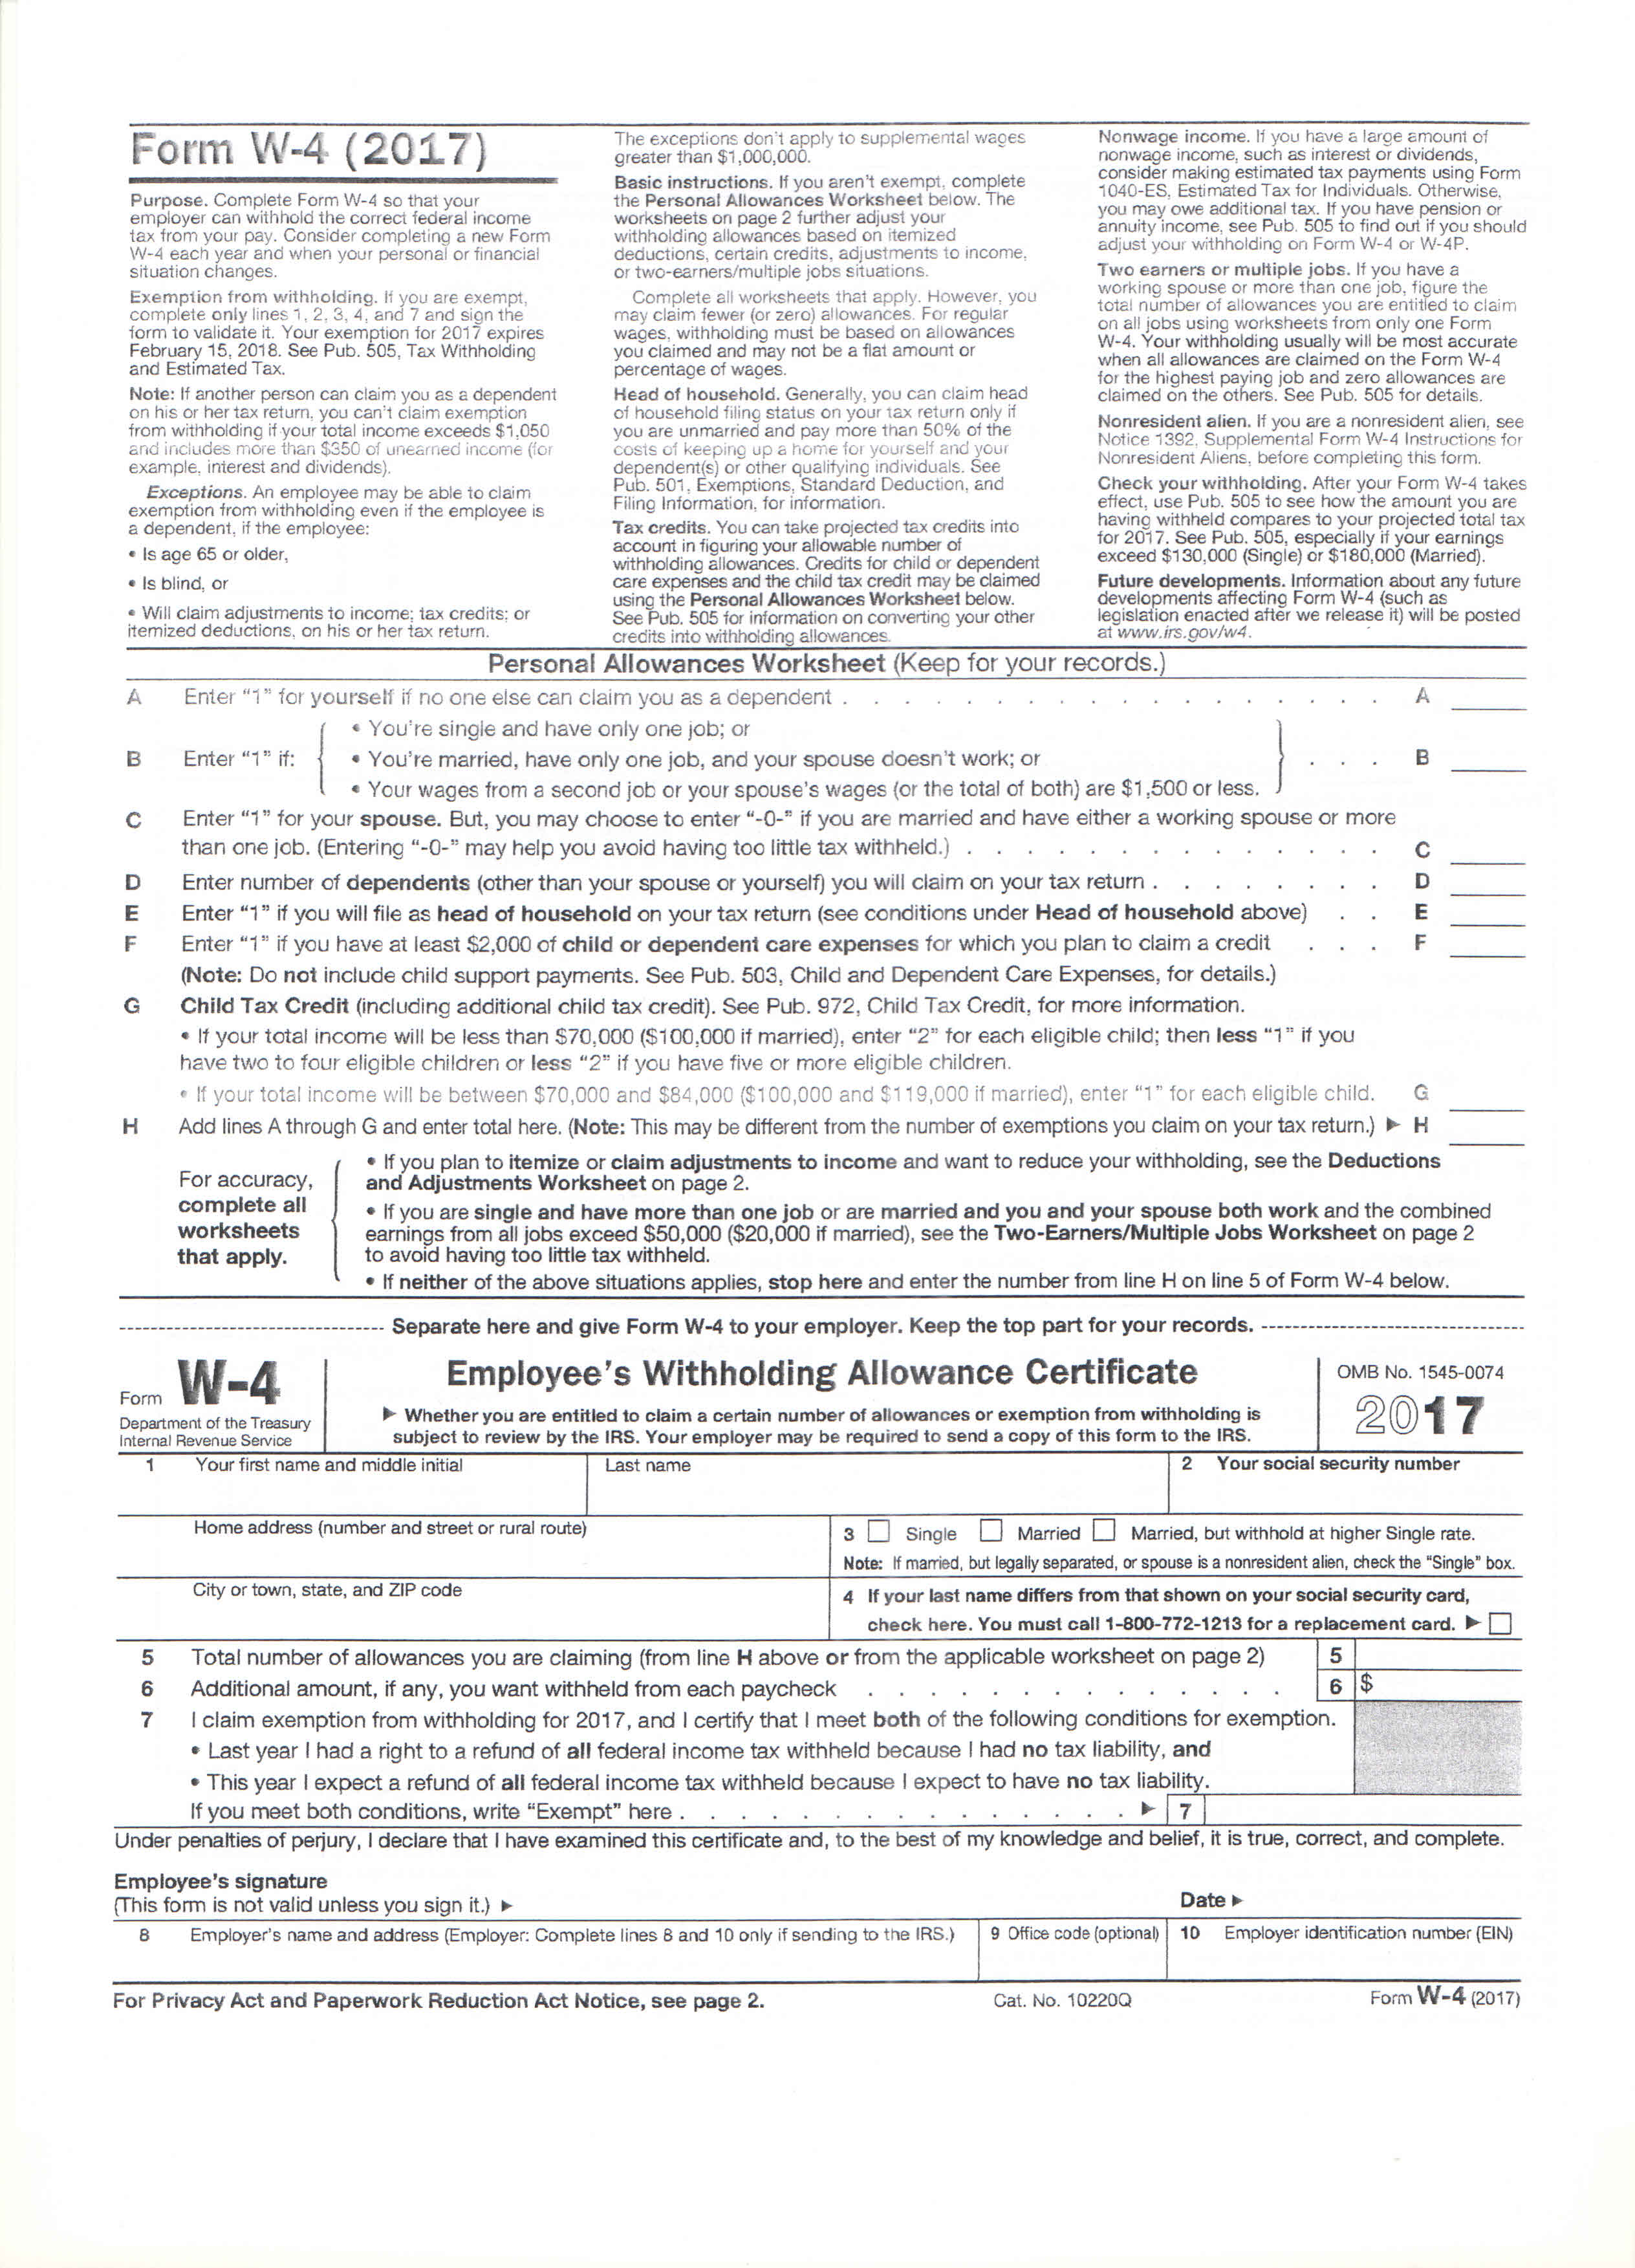 Form W-4 (2017)
Purpose. Complete Form W-4 so that your
employer can withhold the correct federal income
tax from your pay. Consider completing a new Form
W-4 each year and when your personal or financial
situation changes.
Exemption from withholding. If you are exempt,
complete only lines 1, 2, 3, 4, and 7 and sign the
form to validate it. Your exemption for 2017 expires
February 15, 2018. See Pub. 505, Tax Withholding
and Estimated Tax.
Note: If another person can claim you as a dependent
on his or her tax return, you can't claim exemption
from withholding if your total income exceeds $1,050
and includes more than $350 of unearned income (for
example, interest and dividends).
Exceptions. An employee may be able to claim
exemption from withholding even if the employee is
a dependent, if the employee:
• Is age 65 or older,
• Is blind, or
• Will claim adjustments to income; tax credits; or
itemized deductions, on his or her tax return.
The exceptions don't apply to supplemental wages
greater than $1,000,000.
Basic instructions. If you aren't exempt, complete
the Personal Allowances Worksheet below. The
worksheets on page 2 further adjust your
withholding allowances based on itemized
deductions, certain credits, adjustments to income,
or two-earners/multiple jobs situations.
Complete all worksheets that apply. However, you
may claim fewer (or zero) allowances. For regular
wages, withholding must be based on allowances
you claimed and may not be a flat amount or
percentage of wages.
Head of household. Generally, you can claim head
of household filing status on your tax return only if
you are unmarried and pay more than 50% of the
costs of keeping up a home for yourself and your
dependent(s) or other qualifying individuals. See
Pub. 501, Exemptions, Standard Deduction, and
Filing Information, for information.
Tax credits. You can take projected tax credits into
account in figuring your allowable number of
withholding allowances. Credits for child or dependent
care expenses and the child tax credit may be claimed
using the Personal Allowances Worksheet below.
See Pub. 505 for information on converting your other
credits into withholding allowances.
Nonwage income. If you have a large amount of
nonwage income, such as interest or dividends,
consider making estimated tax payments using Form
1040-ES, Estimated Tax for Individuals. Otherwise,
you may owe additional tax. If you have pension or
annuity income, see Pub. 505 to find out if you should
adjust your withholding on Form W-4 or W-4P.
Two earners or multiple jobs. If you have a
working spouse or more than one job, figure the
total number of allowances you are entitled to claim
on all jobs using worksheets from only one Form
W-4. Your withholding usually will be most accurate
when all allowances are claimed on the Form W-4
for the highest paying job and zero allowances are
claimed on the others. See Pub. 505 for details.
Nonresident alien. If you are a nonresident alien, see
Notice 1392, Supplemental Form W-4 Instructions for
Nonresident Aliens, before completing this form.
Check your withholding. After your Form W-4 takes
effect, use Pub. 505 to see how the amount you are
having withheld compares to your projected total tax
for 2017. See Pub. 505, especially if your earnings
exceed $130,000 (Single) or $180,000 (Married).
Future developments. Information about any future
developments affecting Form W-4 (such as
legislation enacted after we release it) will be posted
at www.irs.gov/w4.
Personal Allowances Worksheet (Keep for your records.)
A Enter "1" for yourself if no one else can claim you as a dependent . . . . . . . . . . . . . . . . . . A
• You're single and have only one job; or
B Enter "1" if: • You're married, have only one job, and your spouse doesn't work; or . . . B
• Your wages from a second job or your spouse's wages (or the total of both) are $1,500 or less.
C Enter "1" for your spouse. But, you may choose to enter "-0-" if you are married and have either a working spouse or more
than one job. (Entering "-0-" may help you avoid having too little tax withheld.) . . . . . . . . . . . . . . C
D Enter number of dependents (other than your spouse or yourself) you will claim on your tax return . . . . . . . . D
E Enter "1" if you will file as head of household on your tax return (see conditions under Head of household above) . . E
F Enter "1" if you have at least $2,000 of child or dependent care expenses for which you plan to claim a credit . . . F
(Note: Do not include child support payments. See Pub. 503, Child and Dependent Care Expenses, for details.)
G Child Tax Credit (including additional child tax credit). See Pub. 972, Child Tax Credit, for more information.
• If your total income will be less than $70,000 ($100,000 if married), enter "2" for each eligible child; then less "1" if you
have two to four eligible children or less "2" if you have five or more eligible children.
• If your total income will be between $70,000 and $84,000 ($100,000 and $119,000 if married), enter "1" for each eligible child. G
H Add lines A through G and enter total here. (Note: This may be different from the number of exemptions you claim on your tax return.) ▶ H
For accuracy,
complete all
worksheets
that apply.
• If you plan to itemize or claim adjustments to income and want to reduce your withholding, see the Deductions
and Adjustments Worksheet on page 2.
• If you are single and have more than one job or are married and you and your spouse both work and the combined
earnings from all jobs exceed $50,000 ($20,000 if married), see the Two-Earners/Multiple Jobs Worksheet on page 2
to avoid having too little tax withheld.
• If neither of the above situations applies, stop here and enter the number from line H on line 5 of Form W-4 below.
Separate here and give Form W-4 to your employer. Keep the top part for your records.
Form W-4
Department of the Treasury
Internal Revenue Service
Employee's Withholding Allowance Certificate
▶ Whether you are entitled to claim a certain number of allowances or exemption from withholding is
subject to review by the IRS. Your employer may be required to send a copy of this form to the IRS.
OMB No. 1545-0074
2017
1 Your first name and middle initial
Last name
2 Your social security number
Home address (number and street or rural route)
3 Single Married Married, but withhold at higher Single rate.
Note: If married, but legally separated, or spouse is a nonresident alien, check the "Single" box.
City or town, state, and ZIP code
4 If your last name differs from that shown on your social security card,
check here. You must call 1-800-772-1213 for a replacement card. ▶
5 Total number of allowances you are claiming (from line H above or from the applicable worksheet on page 2) 5
6 Additional amount, if any, you want withheld from each paycheck . . . . . . . . . . . . . . 6 $
7 I claim exemption from withholding for 2017, and I certify that I meet both of the following conditions for exemption.
• Last year I had a right to a refund of all federal income tax withheld because I had no tax liability, and
• This year I expect a refund of all federal income tax withheld because I expect to have no tax liability.
If you meet both conditions, write "Exempt" here . . . . . . . . . . . . . . . ▶ 7
Under penalties of perjury, I declare that I have examined this certificate and, to the best of my knowledge and belief, it is true, correct, and complete.
Employee's signature
(This form is not valid unless you sign it.) ▶
Date ▶
8 Employer's name and address (Employer: Complete lines 8 and 10 only if sending to the IRS.)
9 Office code (optional)
10 Employer identification number (EIN)
For Privacy Act and Paperwork Reduction Act Notice, see page 2.
Cat. No. 10220Q
Form W-4 (2017)